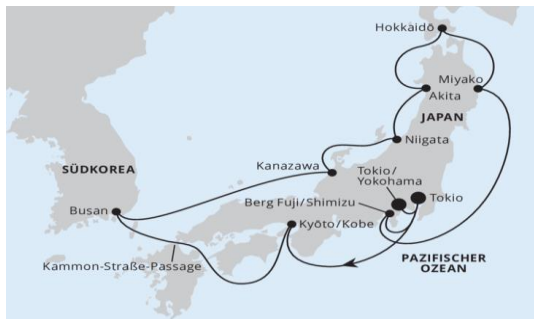 Hokkaidō
Miyako
Akita
JAPAN
Niigata
Kanazawa
SÜDKOREA
Tokio/
Yokohama
Tokio
Berg Fuji/Shimizu
Busan
Kyōto/Kobe
Kammon-Straße-Passage
PAZIFISCHER
OZEAN